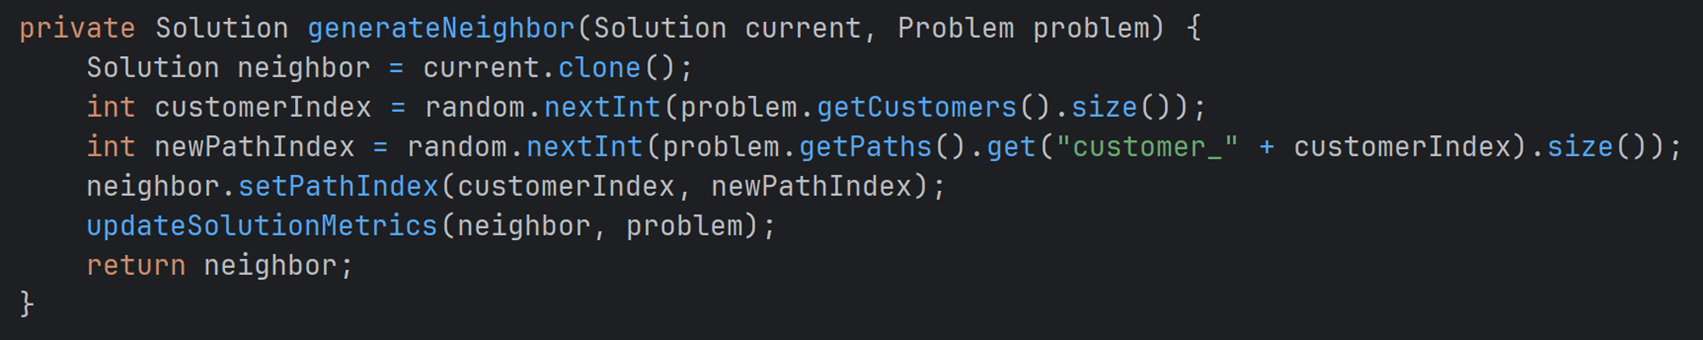 private Solution generateNeighbor(Solution current, Problem problem) {
    Solution neighbor = current.clone();
    int customerIndex = random.nextInt(problem.getCustomers().size());
    int newPathIndex = random.nextInt(problem.getPaths().get("customer_" + customerIndex).size());
    neighbor.setPathIndex(customerIndex, newPathIndex);
    updateSolutionMetrics(neighbor, problem);
    return neighbor;
}